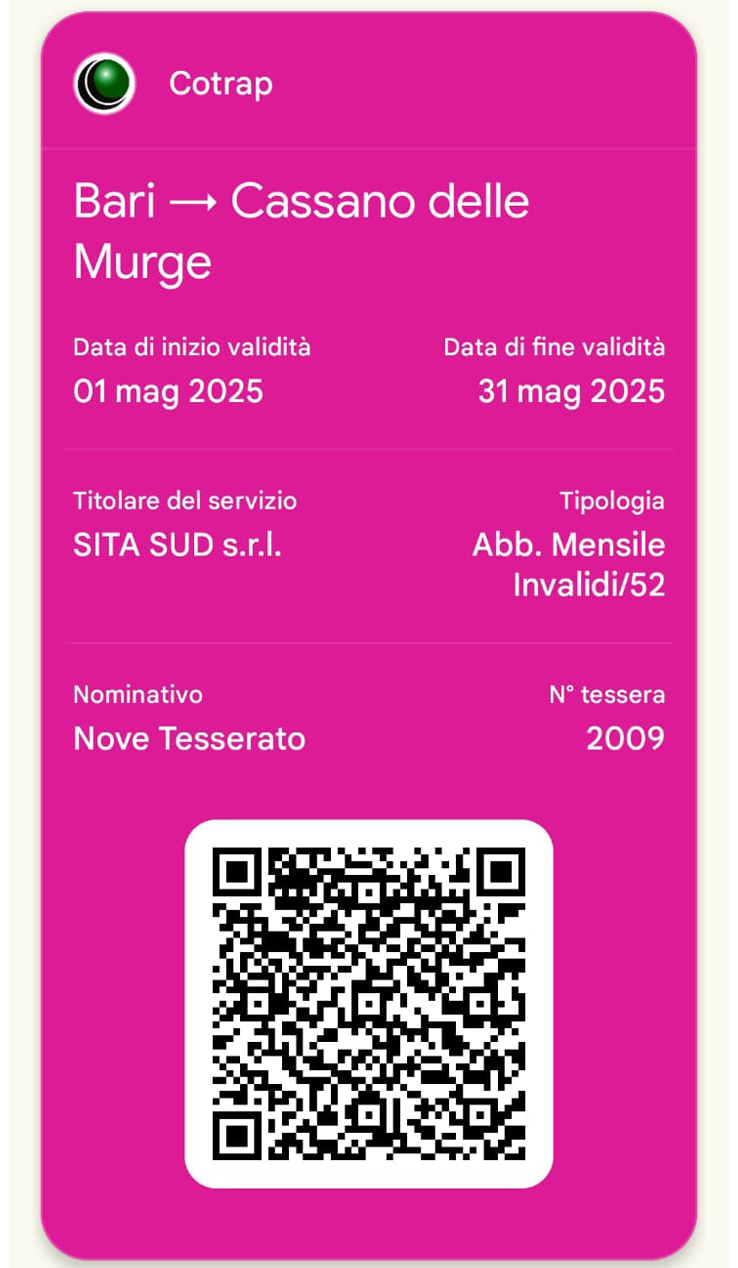 Cotrap
Bari → Cassano delle
Murge
Data di inizio validità
Data di fine validità
01 mag 2025
31 mag 2025
Titolare del servizio
Tipologia
SITA SUD s.r.l.
Abb. Mensile
Invalidi/52
Nominativo
N° tessera
Nove Tesserato
2009